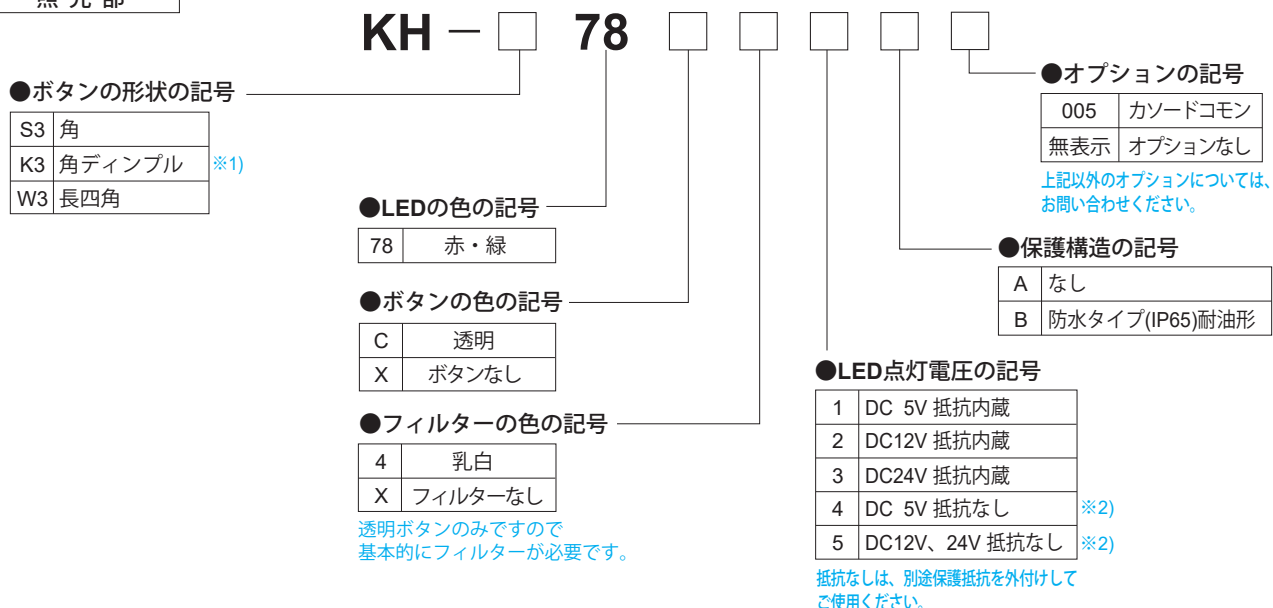 照 光 部
KH － □ 78 □ □ □ □ □
●ボタンの形状の記号
S3 角
K3 角ディンプル ※1)
W3 長四角
●LEDの色の記号
78 赤・緑
●ボタンの色の記号
C 透明
X ボタンなし
●フィルターの色の記号
4 乳白
X フィルターなし
透明ボタンのみですので
基本的にフィルターが必要です。
●オプションの記号
005 カソードコモン
無表示 オプションなし
上記以外のオプションについては、
お問い合わせください。
●保護構造の記号
A なし
B 防水タイプ(IP65)耐油形
●LED点灯電圧の記号
1 DC 5V 抵抗内蔵
2 DC12V 抵抗内蔵
3 DC24V 抵抗内蔵
4 DC 5V 抵抗なし ※2)
5 DC12V、24V 抵抗なし ※2)
抵抗なしは、別途保護抵抗を外付けして
ご使用ください。